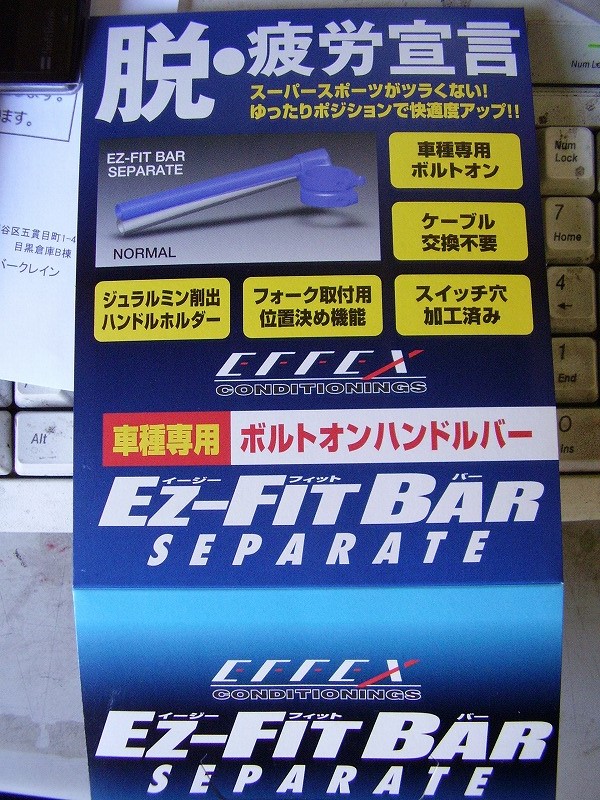 脱・疲労宣言
スーパースポーツがツラくない!
ゆったりポジションで快適度アップ!!
EZ-FIT BAR
SEPARATE
NORMAL
車種専用
ボルトオン
ケーブル
交換不要
ジュラルミン削出
ハンドルホルダー
フォーク取付用
位置決め機能
スイッチ穴
加工済み
EFFEX
CONDITIONINGS
車種専用 ボルトオンハンドルバー
イージー フィット バー
EZ-FIT BAR
SEPARATE
EFFEX
CONDITIONINGS
イージー フィット バー
EZ-FIT BAR
SEPARATE
ます。
谷区五貫目町1-4
目黒倉庫B棟
バークレイン
Num
Lock
7
Home
4
←
1
End
0
Ins
Alt